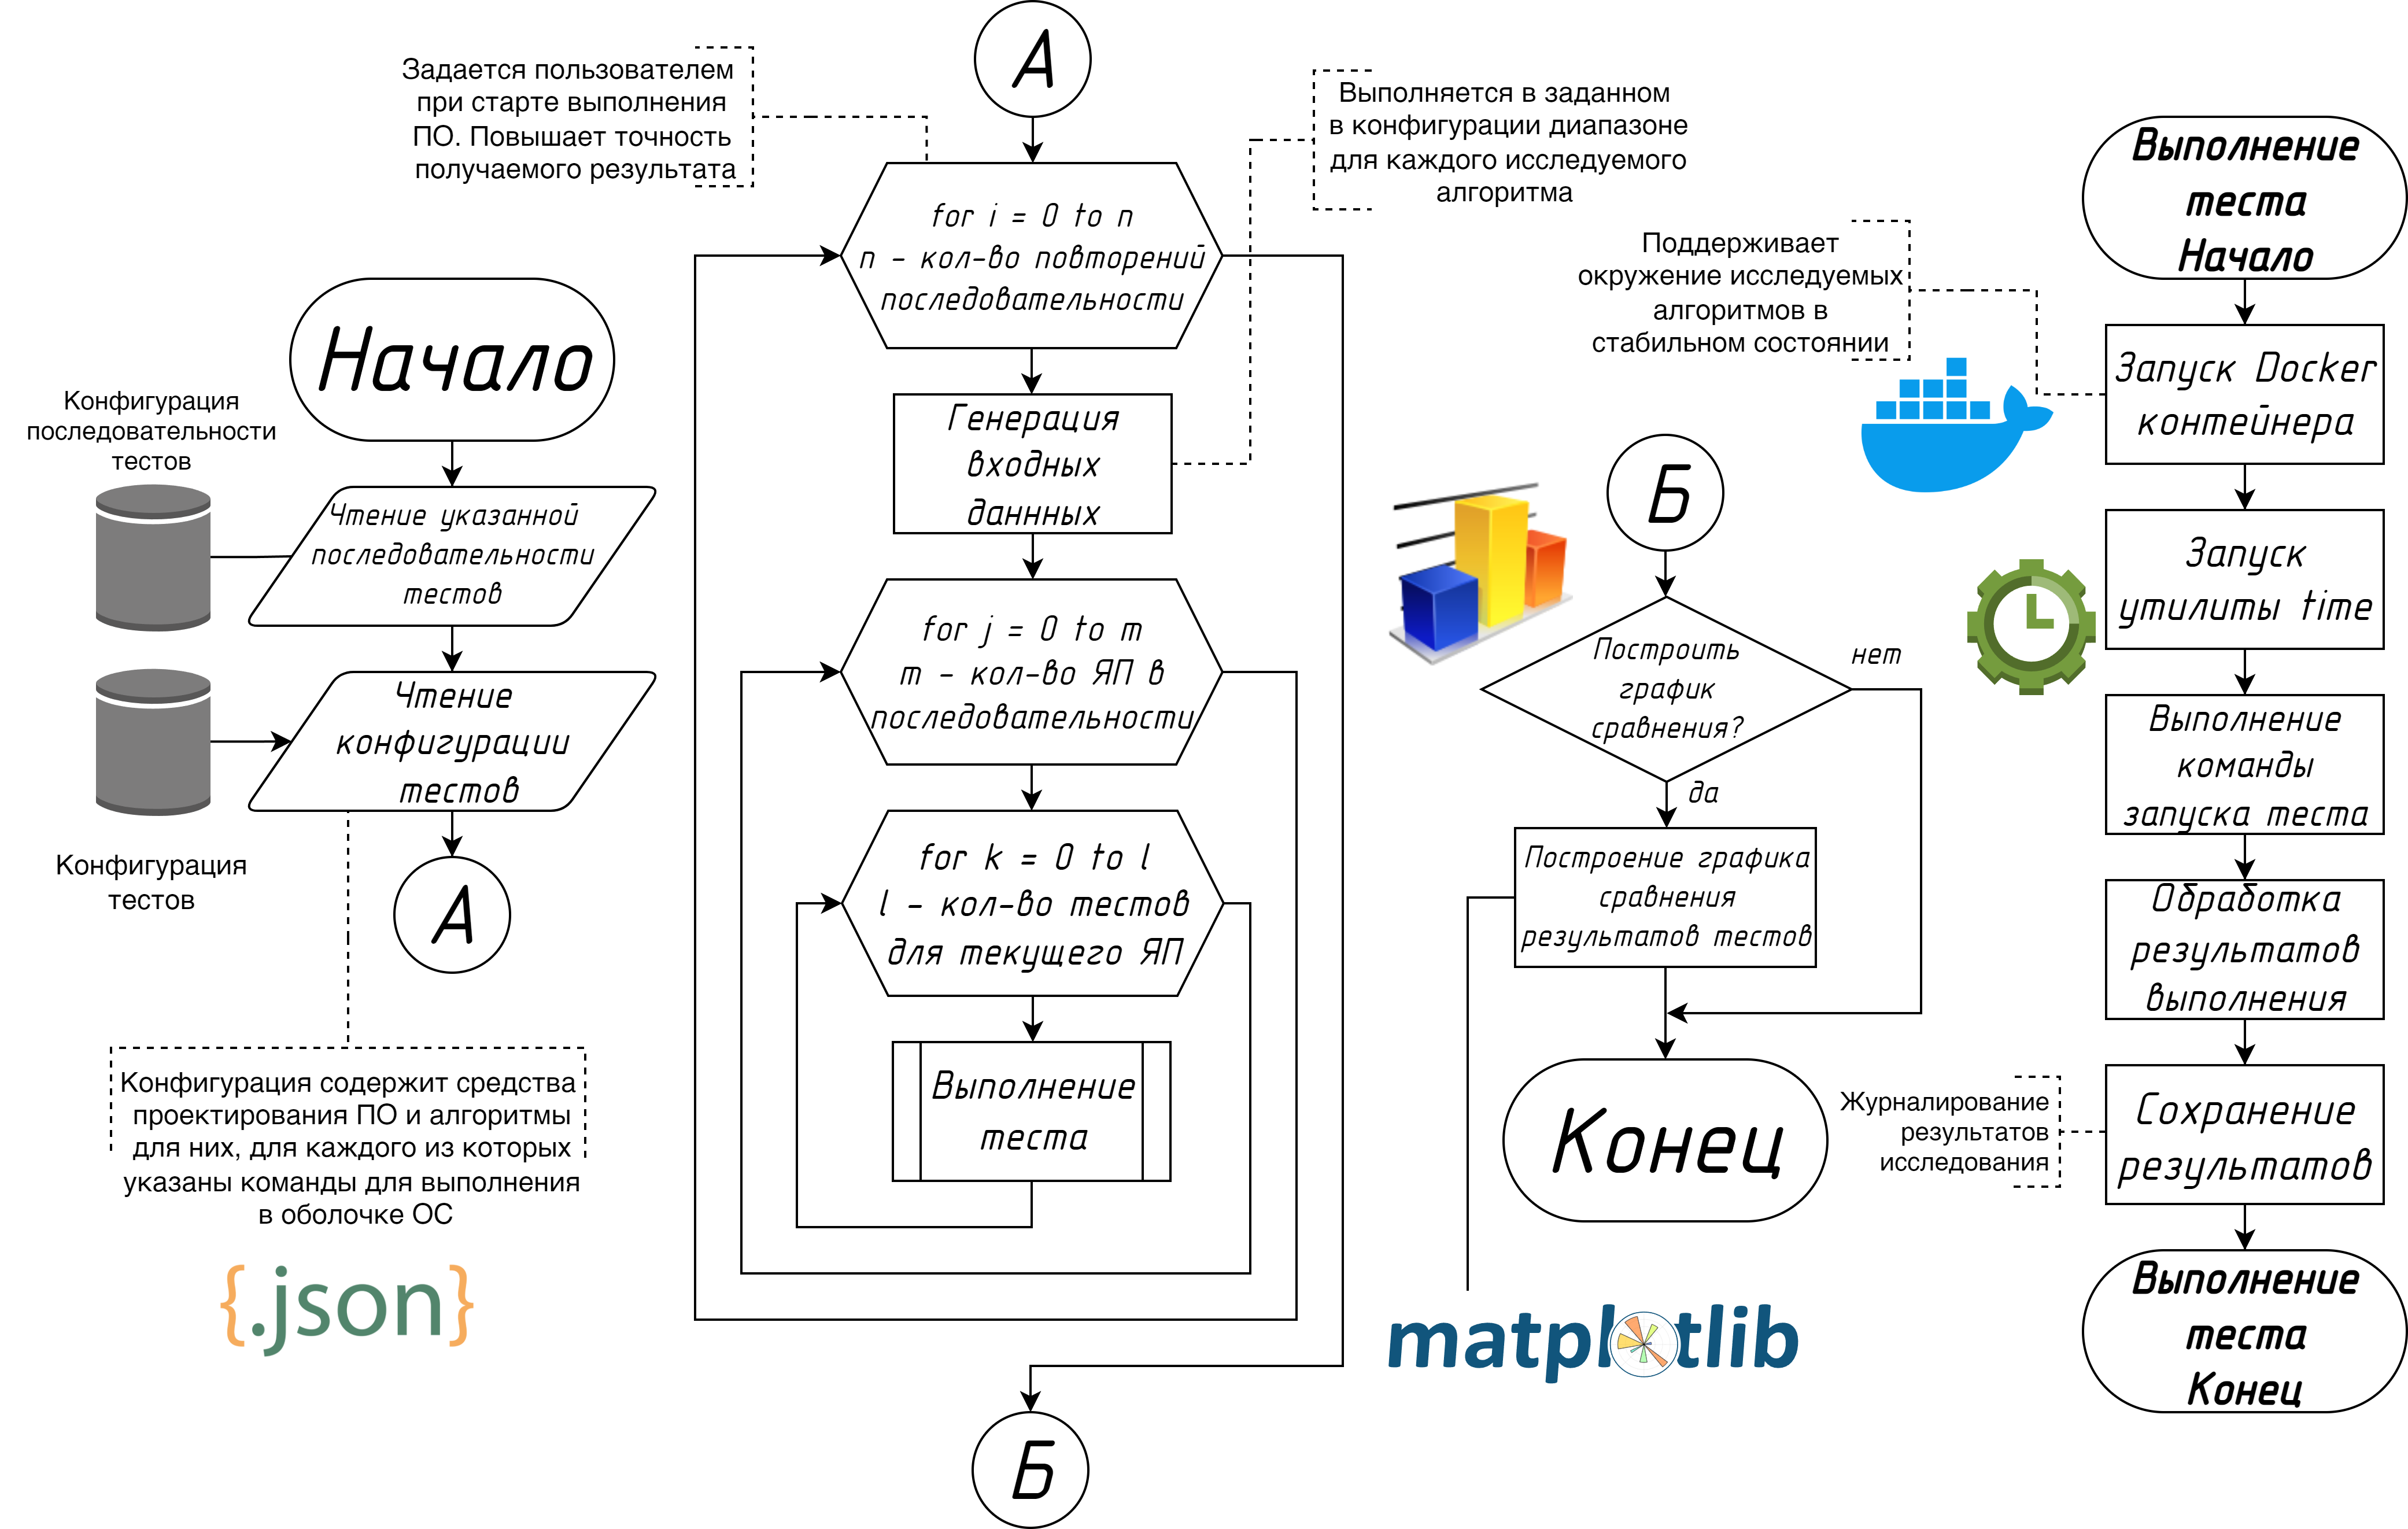 Начало
Конфигурация
последовательности
тестов
Чтение указанной
последовательности
тестов
Чтение
конфигурации
тестов
Конфигурация
тестов
А
Конфигурация содержит средства
проектирования ПО и алгоритмы
для них, для каждого из которых
указаны команды для выполнения
в оболочке ОС
{.json}
Задается пользователем
при старте выполнения
ПО. Повышает точность
получаемого результата
А
Выполняется в заданном
в конфигурации диапазоне
для каждого исследуемого
алгоритма
for i = 0 to n
n - кол-во повторений
последовательности
Генерация
входных
даннных
for j = 0 to m
m - кол-во ЯП в
последовательности
for k = 0 to l
l - кол-во тестов
для текущего ЯП
Выполнение
теста
Б
Б
Построить
график
сравнения?
нет
да
Построение графика
сравнения
результатов тестов
Конец
matplotlib
Поддерживает
окружение исследуемых
алгоритмов в
стабильном состоянии
Выполнение
теста
Начало
Запуск Docker
контейнера
Запуск
утилиты time
Выполнение
команды
запуска теста
Обработка
результатов
выполнения
Журналирование
результатов
исследования
Сохранение
результатов
Выполнение
теста
Конец